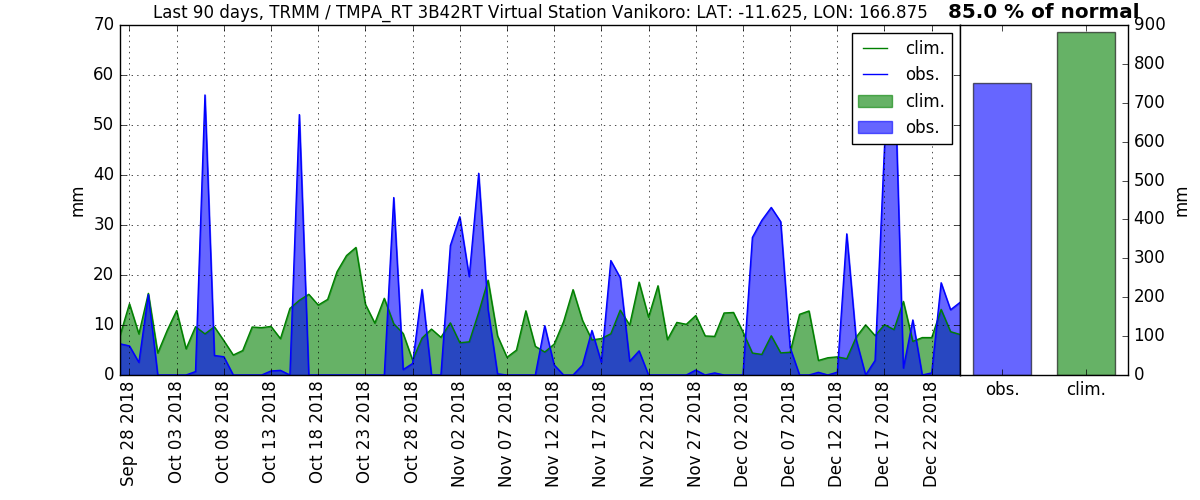 Last 90 days, TRMM / TMPA_RT 3B42RT Virtual Station Vanikoro: LAT: -11.625, LON: 166.875
85.0 % of normal
70
60
50
40
30
20
10
0
mm
clim.
obs.
clim.
obs.
900
800
700
600
500
400
300
200
100
0
mm
Sep 28 2018
Oct 03 2018
Oct 08 2018
Oct 13 2018
Oct 18 2018
Oct 23 2018
Oct 28 2018
Nov 02 2018
Nov 07 2018
Nov 12 2018
Nov 17 2018
Nov 22 2018
Nov 27 2018
Dec 02 2018
Dec 07 2018
Dec 12 2018
Dec 17 2018
Dec 22 2018
obs.
clim.